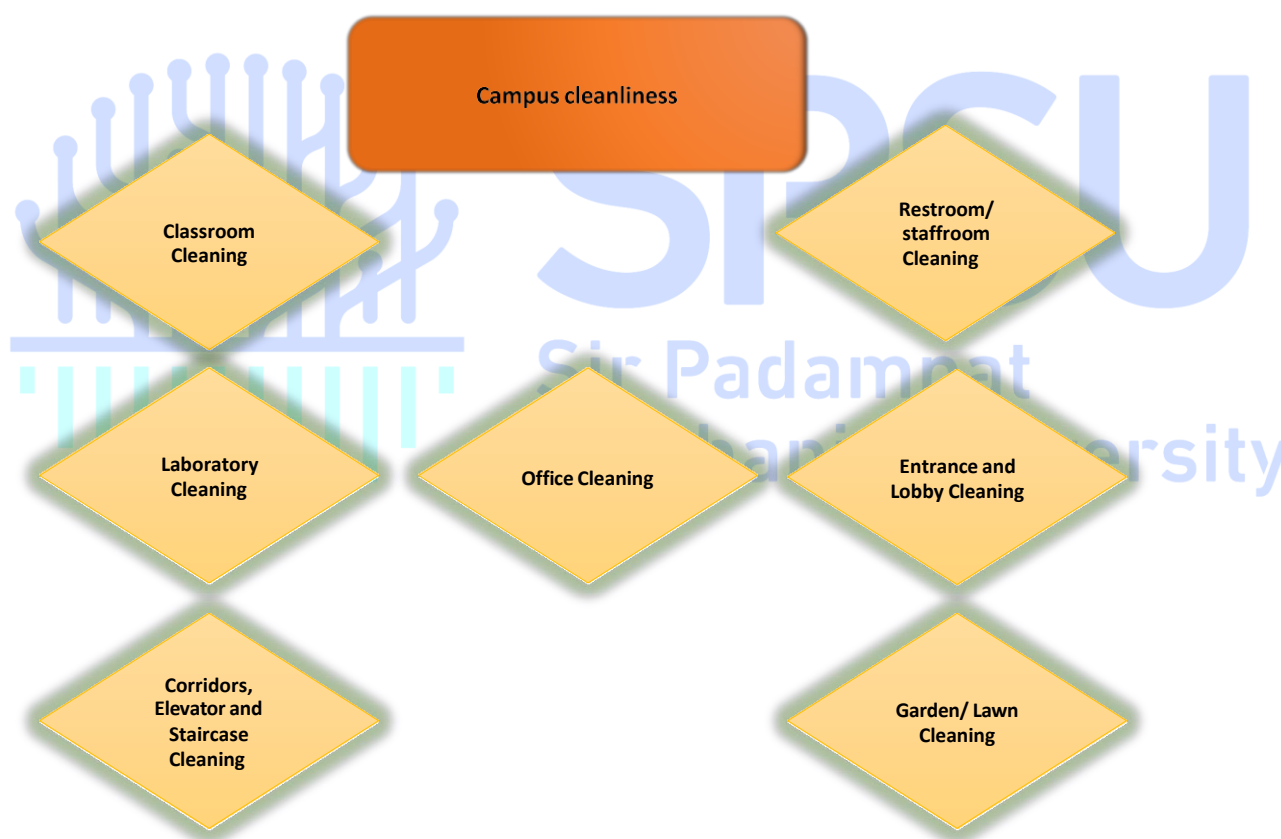 Campus cleanliness
SPSU
Classroom
Cleaning
Restroom/
staffroom
Cleaning
Sir Padampat
Laboratory
Cleaning
Office Cleaning
Entrance and
Lobby Cleaning
Corridors,
Elevator and
Staircase
Cleaning
Garden/ Lawn
Cleaning